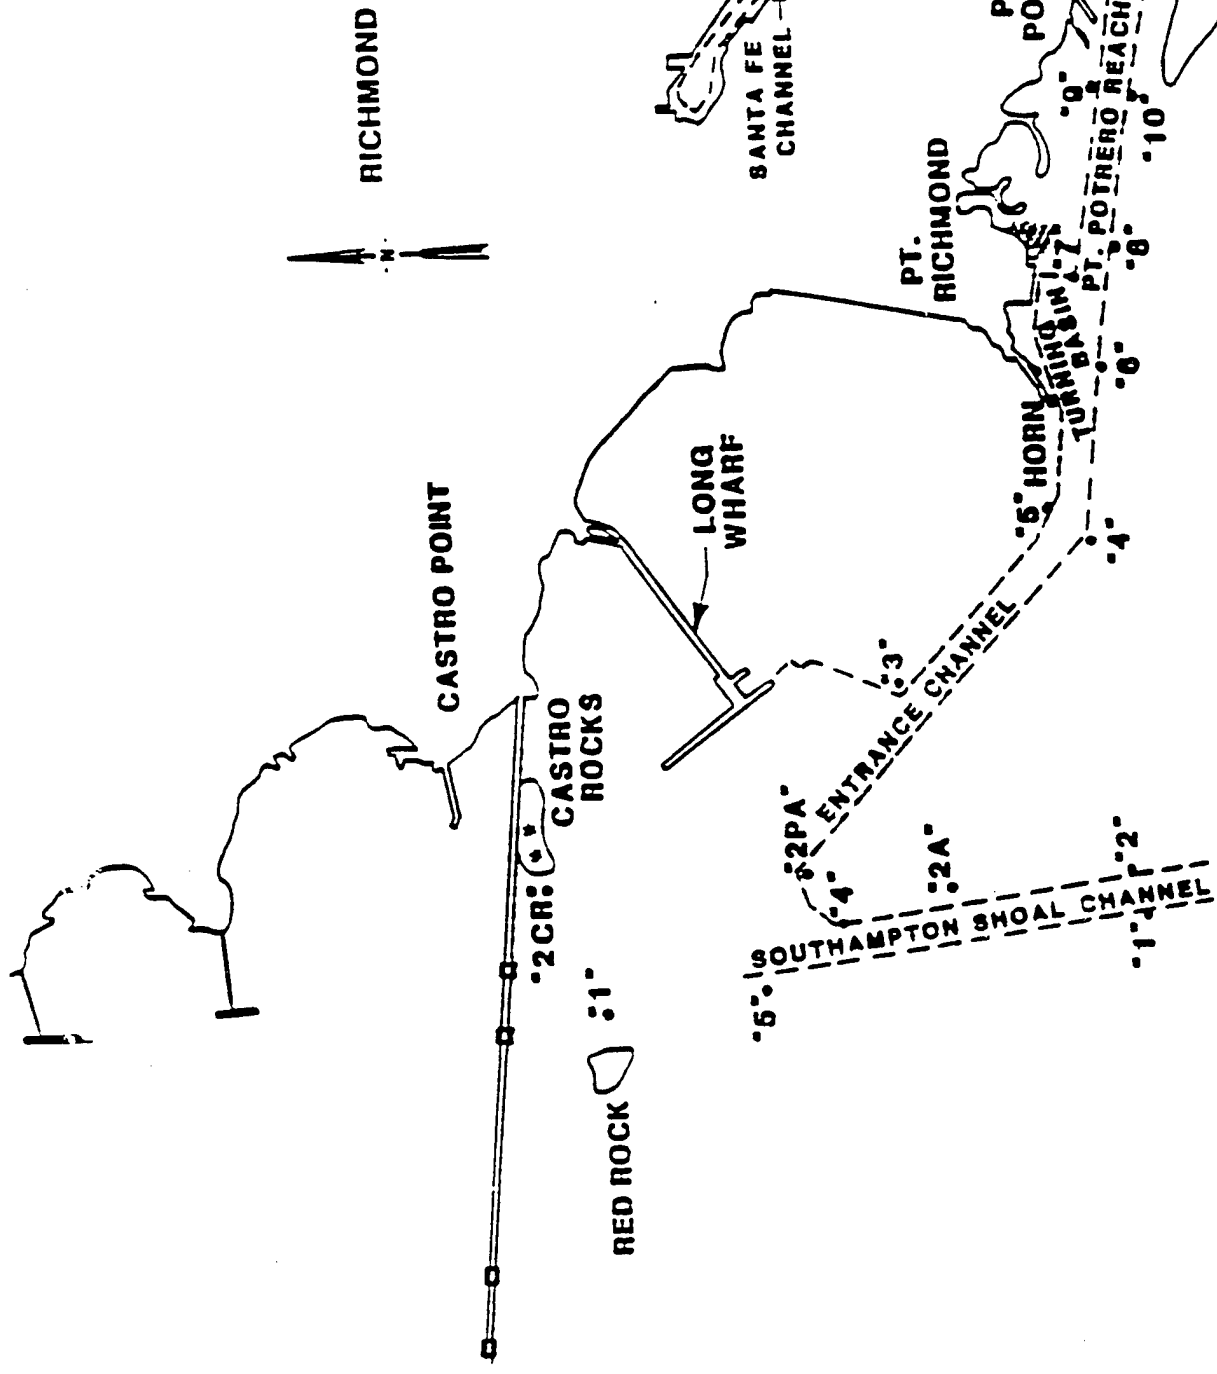 RICHMOND
SANTA FE
CHANNEL
P
PO
N
PT.
RICHMOND
"9"
"10"
PT. POTRERO REACH
"7"
"8"
TURNING
BASIN
"6"
HORN
"5"
"4"
CASTRO POINT
LONG
WHARF
CASTRO
ROCKS
"3"
ENTRANCE CHANNEL
"2PA"
"4"
"2A"
"2"
"2CR"
"1"
SOUTHAMPTON SHOAL CHANNEL
"5"
"1"
RED ROCK